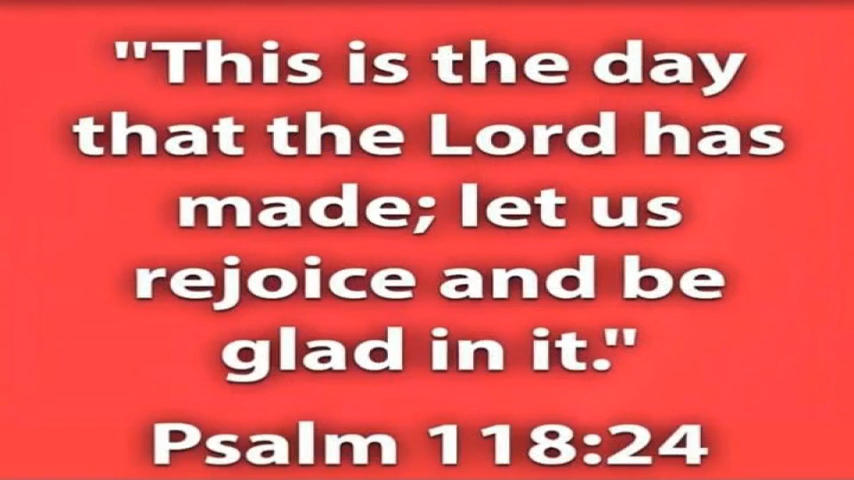 "This is the day
that the Lord has
made; let us
rejoice and be
glad in it."
Psalm 118:24